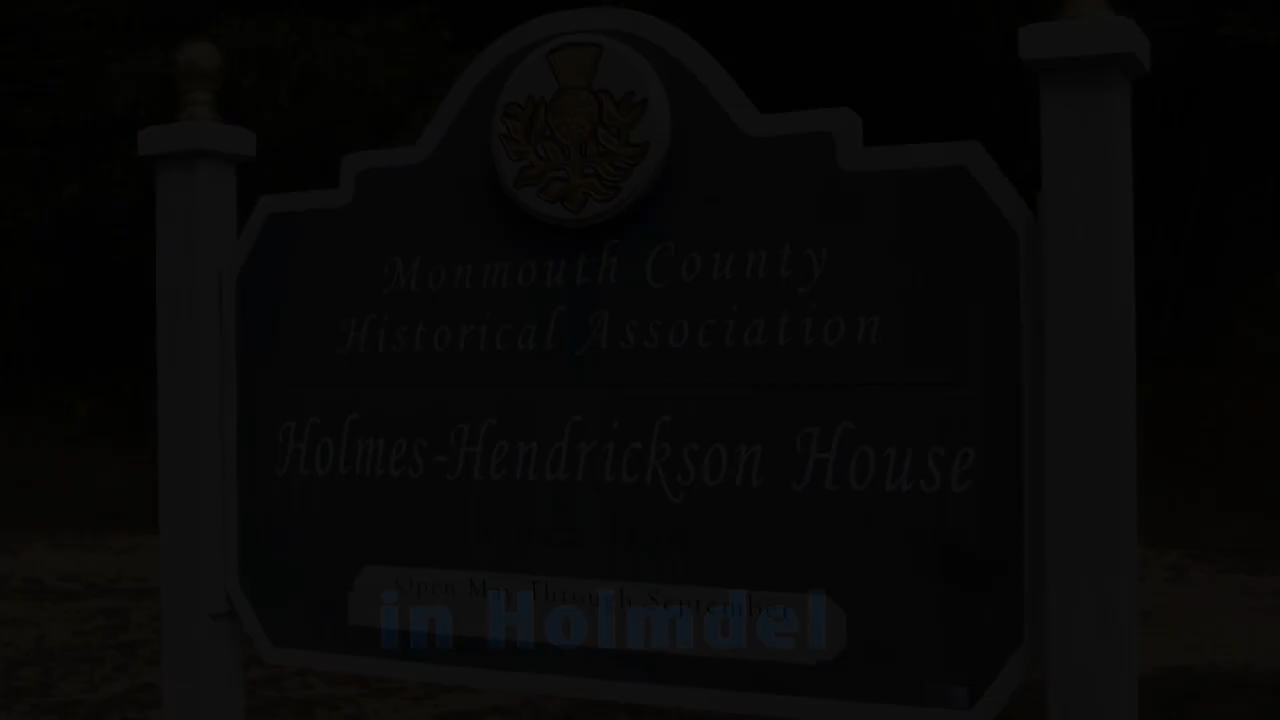 Monmouth County
Historical Association
Holmes-Hendrickson House
Open May Through September
in Holmdel